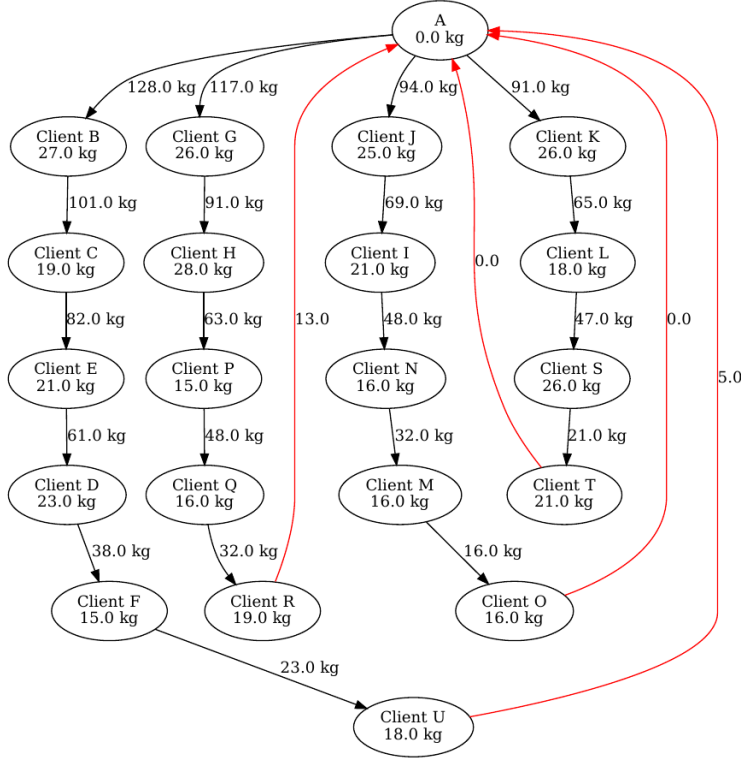 A
0.0 kg
128.0 kg
117.0 kg
94.0 kg
91.0 kg
Client B
27.0 kg
Client G
26.0 kg
Client J
25.0 kg
Client K
26.0 kg
101.0 kg
91.0 kg
69.0 kg
65.0 kg
Client C
19.0 kg
Client H
28.0 kg
Client I
21.0 kg
Client L
18.0 kg
0.0
82.0 kg
63.0 kg
13.0
48.0 kg
47.0 kg
0.0
Client E
21.0 kg
Client P
15.0 kg
Client N
16.0 kg
Client S
26.0 kg
5.0
61.0 kg
48.0 kg
32.0 kg
21.0 kg
Client D
23.0 kg
Client Q
16.0 kg
Client M
16.0 kg
Client T
21.0 kg
38.0 kg
32.0 kg
16.0 kg
Client F
15.0 kg
Client R
19.0 kg
Client O
16.0 kg
23.0 kg
Client U
18.0 kg